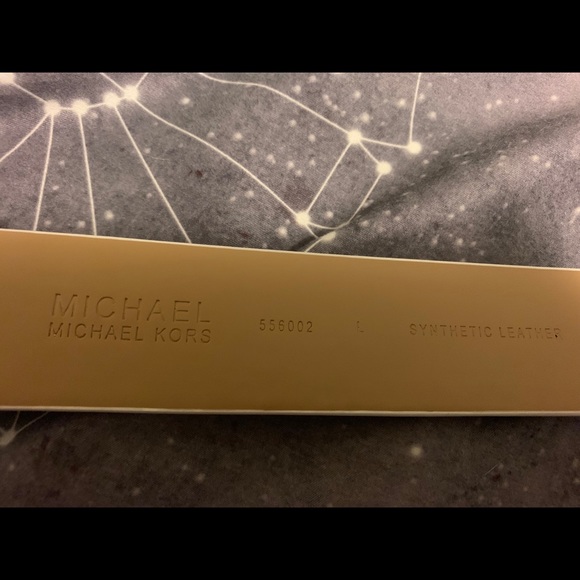 MICHAEL
MICHAEL KORS
556002 L SYNTHETIC LEATHER